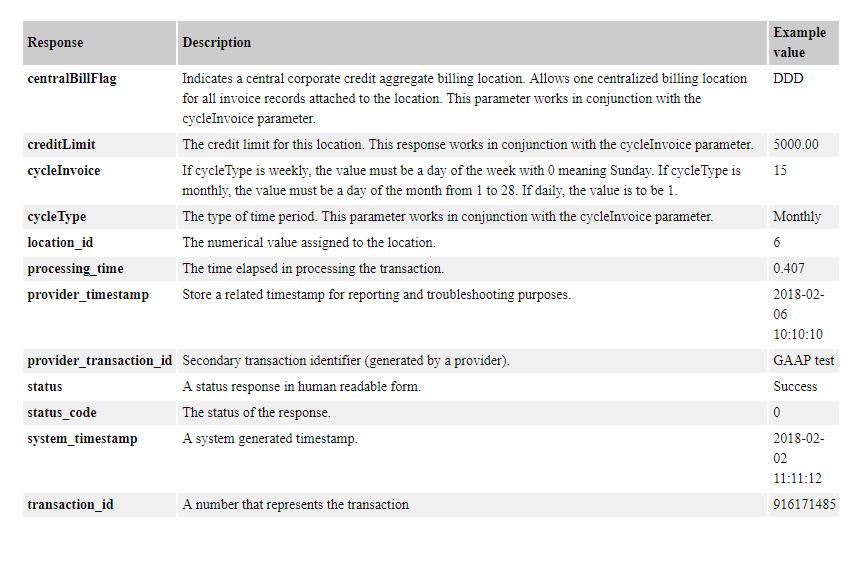 Response Description Example value
centralBillFlag Indicates a central corporate credit aggregate billing location. Allows one centralized billing location DDD
for all invoice records attached to the location. This parameter works in conjunction with the
cycleInvoice parameter.
creditLimit The credit limit for this location. This response works in conjunction with the cycleInvoice parameter. 5000.00
cycleInvoice If cycleType is weekly, the value must be a day of the week with 0 meaning Sunday. If cycleType is 15
monthly, the value must be a day of the month from 1 to 28. If daily, the value is to be 1.
cycleType The type of time period. This parameter works in conjunction with the cycleInvoice parameter. Monthly
location_id The numerical value assigned to the location. 6
processing_time The time elapsed in processing the transaction. 0.407
provider_timestamp Store a related timestamp for reporting and troubleshooting purposes. 2018-02-
06
10:10:10
provider_transaction_id Secondary transaction identifier (generated by a provider). GAAP test
status A status response in human readable form. Success
status_code The status of the response. 0
system_timestamp A system generated timestamp. 2018-02-
02
11:11:12
transaction_id A number that represents the transaction 916171485